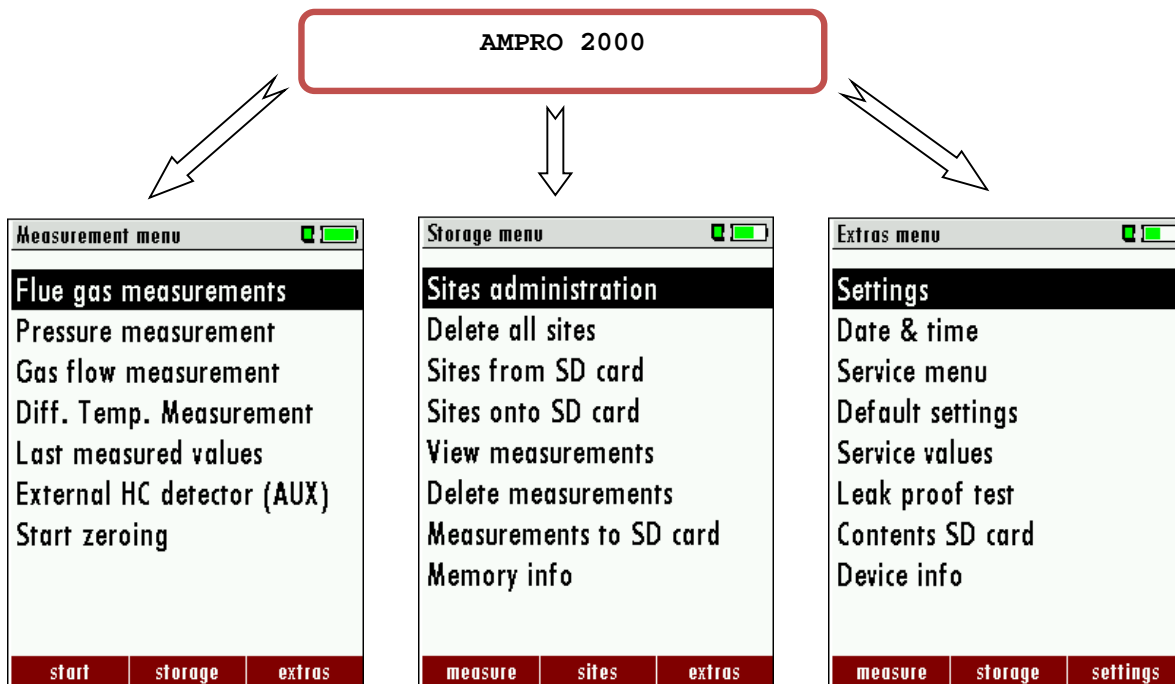 AMPRO 2000
Measurement menu
Flue gas measurements
Pressure measurement
Gas flow measurement
Diff. Temp. Measurement
Last measured values
External HC detector (AUX)
Start zeroing
start storage extras
Storage menu
Sites administration
Delete all sites
Sites from SD card
Sites onto SD card
View measurements
Delete measurements
Measurements to SD card
Memory info
measure sites extras
Extras menu
Settings
Date & time
Service menu
Default settings
Service values
Leak proof test
Contents SD card
Device info
measure storage settings